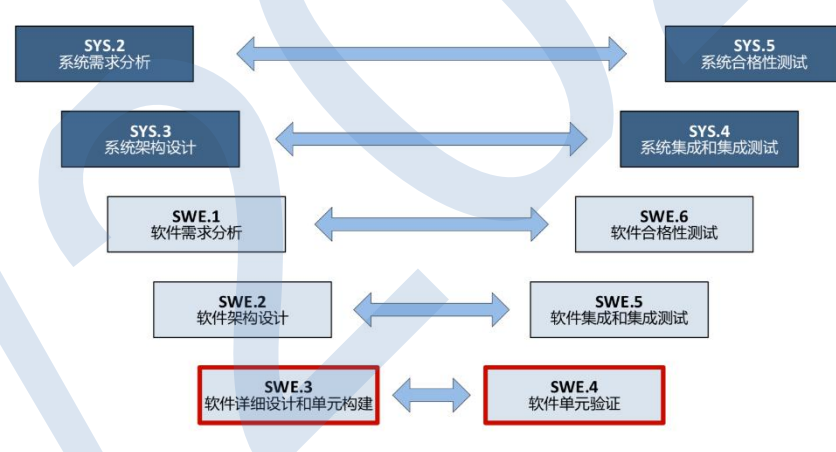 SYS.2
系统需求分析
SYS.5
系统合格性测试
SYS.3
系统架构设计
SYS.4
系统集成和集成测试
SWE.1
软件需求分析
SWE.6
软件合格性测试
SWE.2
软件架构设计
SWE.5
软件集成和集成测试
SWE.3
软件详细设计和单元构建
SWE.4
软件单元验证